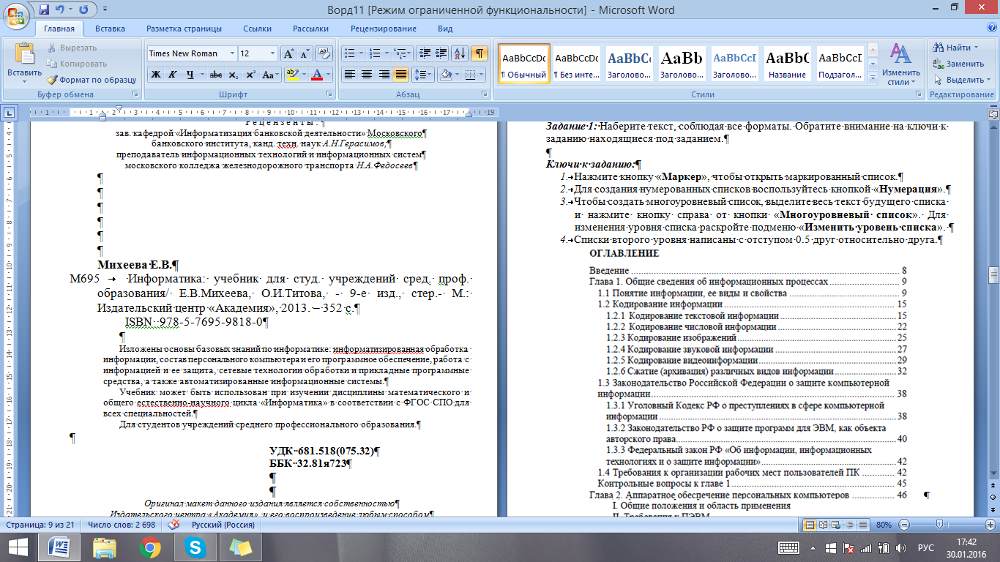 Ворд11 [Режим ограниченной функциональности] - Microsoft Word
Главная Вставка Разметка страницы Ссылки Рассылки Рецензирование Вид
Вставить
Вырезать
Копировать
Формат по образцу
Буфер обмена
Times New Roman 12
Ж К Ч abc x₂ x² Aa
Шрифт
Абзац
АаBbCcDc АаBbCcDc AaBbCc AaBb AaBbCcI AaBbC AaBbCcI
¶ Обычный ¶ Без инте... Заголово... Заголово... Заголово... Название Подзагол...
Стили
Изменить стили
Найти
Заменить
Выделить
Редактирование
Рецензенты:¶
зав. кафедрой «Информатизация банковской деятельности» Московского¶
банковского института, канд. техн. наук А.Н.Герасимов;¶
преподаватель информационных технологий и информационных систем¶
московского колледжа железнодорожного транспорта Н.А.Федосеев¶
¶
¶
¶
¶
¶
¶
Михеева Е.В.¶
М695 → Информатика: учебник для студ. учреждений сред. проф.
образования/ Е.В.Михеева, О.И.Титова, - 9-е изд., стер.- М.:
Издательский центр «Академия», 2013. – 352 с.¶
ISBN 978-5-7695-9818-0¶
¶
Изложены основы базовых знаний по информатике: информатизированная обработка
информации, состав персонального компьютера и его программное обеспечение, работа с
информацией и ее защита, сетевые технологии обработки и прикладные программные
средства, а также автоматизированные информационные системы.¶
Учебник может быть использован при изучении дисциплины математического и
общего естественно-научного цикла «Информатика» в соответствии с ФГОС СПО для
всех специальностей.¶
Для студентов учреждений среднего профессионального образования.¶
¶
УДК 681.518(075.32)¶
ББК 32.81я723¶
¶
¶
Оригинал макет данного издания является собственностью¶
Издательского центра «Академия», и его воспроизведение любым способом
Задание 1: Наберите текст, соблюдая все форматы. Обратите внимание на ключи к
заданию находящиеся под заданием.¶
¶
Ключи к заданию:¶
1. → Нажмите кнопку «Маркер», чтобы открыть маркированный список.¶
2. → Для создания нумерованных списков воспользуйтесь кнопкой «Нумерация».¶
3. → Чтобы создать многоуровневый список, выделите весь текст будущего списка
и нажмите кнопку справа от кнопки «Многоуровневый список». Для
изменения уровня списка раскройте подменю «Изменить уровень списка». ¶
4. → Списки второго уровня написаны с отступом 0.5 друг относительно друга.¶
ОГЛАВЛЕНИЕ
Введение ... 8
Глава 1. Общие сведения об информационных процессах ... 9
1.1 Понятие информации, ее виды и свойства ... 9
1.2 Кодирование информации ... 15
1.2.1 Кодирование текстовой информации ... 15
1.2.2 Кодирование числовой информации ... 22
1.2.3 Кодирование изображений ... 25
1.2.4 Кодирование звуковой информации ... 27
1.2.5 Кодирование видеоинформации ... 29
1.2.6 Сжатие (архивация) различных видов информации ... 32
1.3 Законодательство Российской Федерации о защите компьютерной
информации ... 38
1.3.1 Уголовный Кодекс РФ о преступлениях в сфере компьютерной
информации ... 38
1.3.2 Законодательство РФ о защите программ для ЭВМ, как объекта
авторского права ... 40
1.3.3 Федеральный закон РФ «Об информации, информационных
технологиях и о защите информации» ... 42
1.4 Требования к организации рабочих мест пользователей ПК ... 42
Контрольные вопросы к главе 1 ... 45
Глава 2. Аппаратное обеспечение персональных компьютеров ... 46 ¶
I. Общие положения и область применения
II. Требования к ПЭВМ
Страница: 9 из 21 Число слов: 2 698 Русский (Россия) 80%
РУС
17:42
30.01.2016